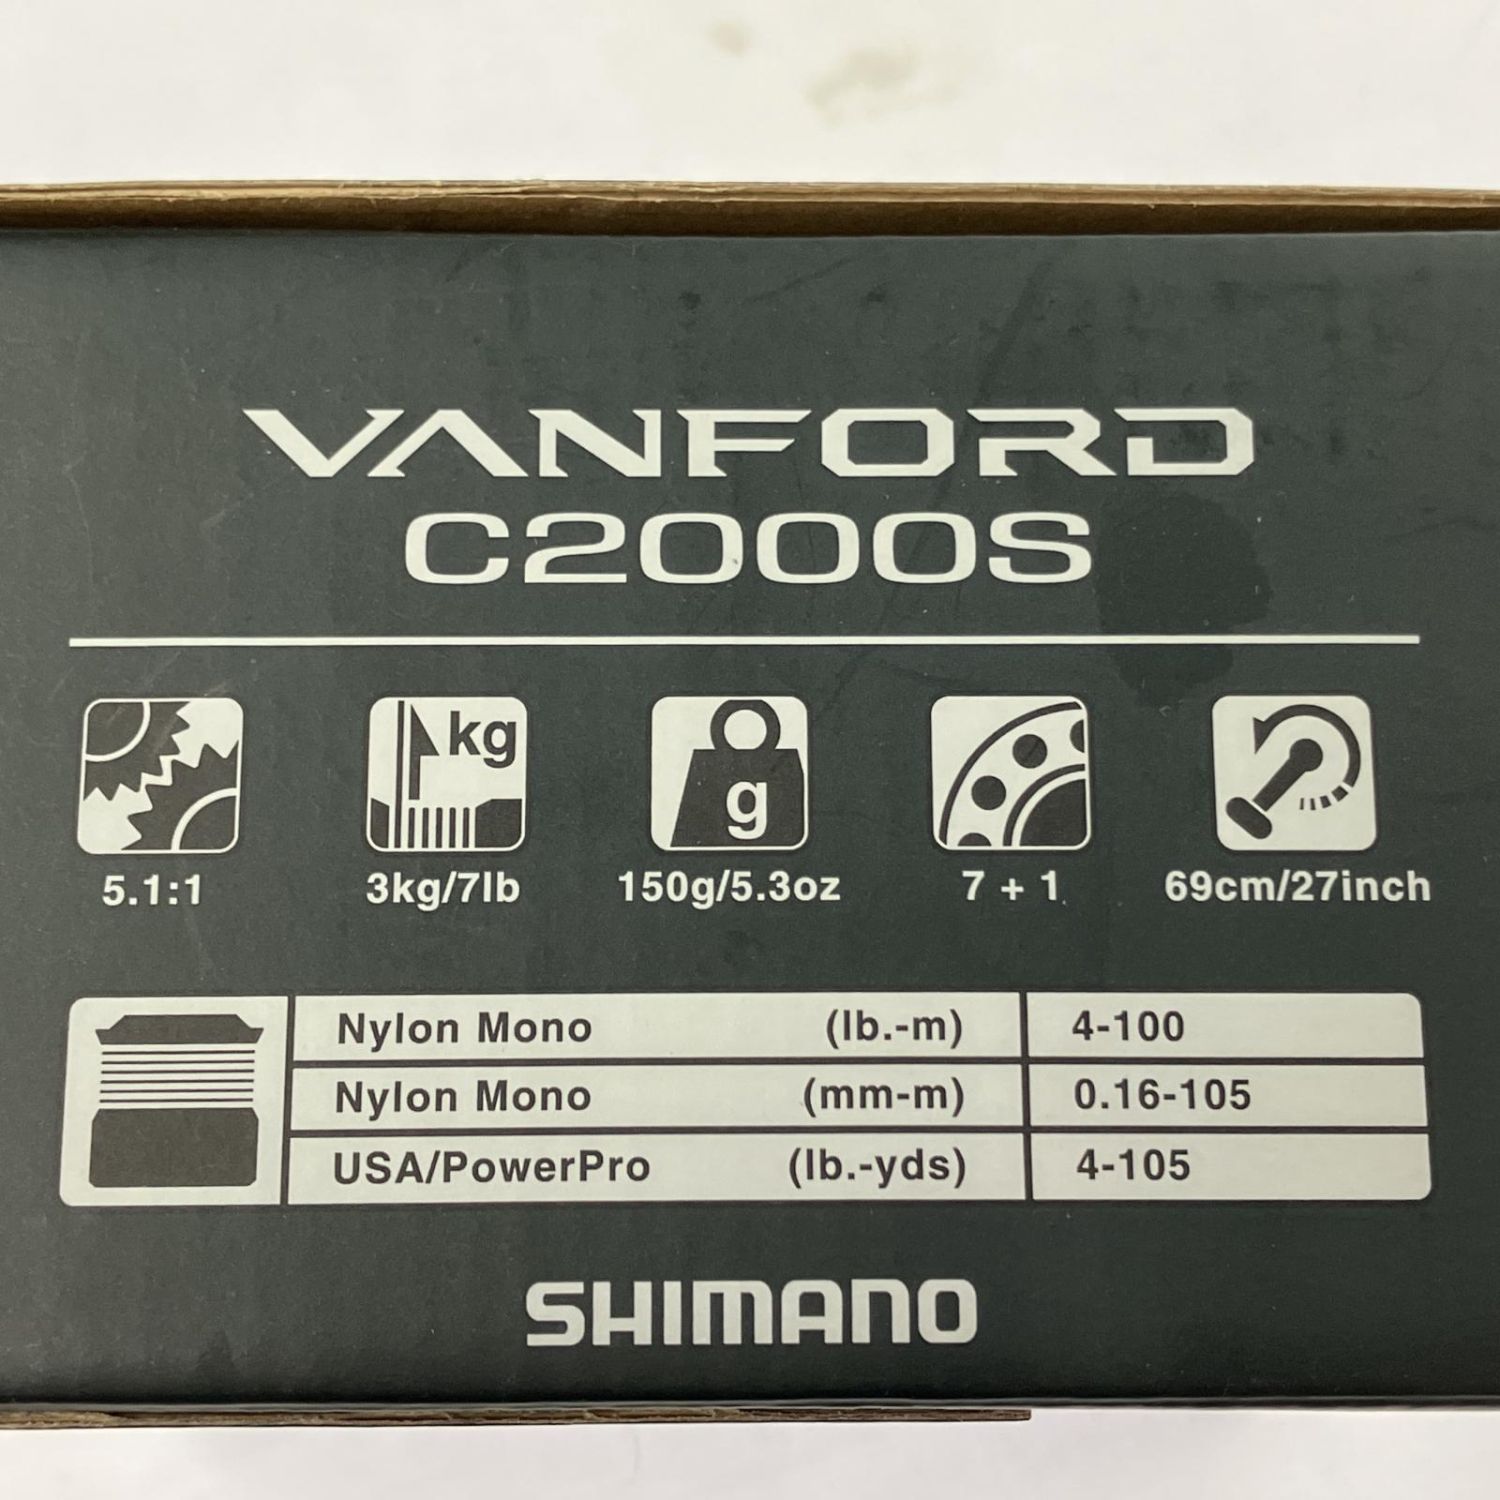 VANFORD
C2000S
kg
g
5.1:1 3kg/7lb 150g/5.3oz 7 + 1 69cm/27inch
Nylon Mono (lb.-m) 4-100
Nylon Mono (mm-m) 0.16-105
USA/PowerPro (lb.-yds) 4-105
SHIMANO